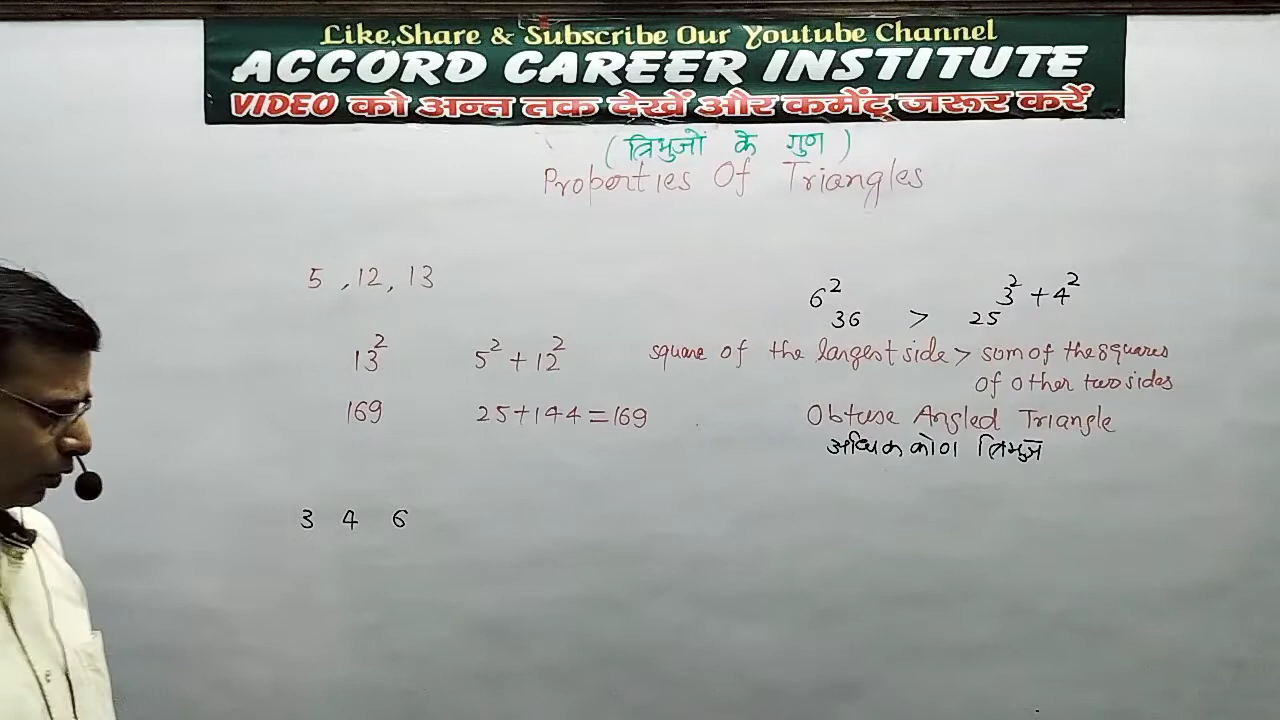 Like,Share & Subscribe Our Youtube Channel
ACCORD CAREER INSTITUTE
VIDEO को अन्त तक देखें और कमेंट् जरूर करें
(त्रिभुजों के गुण)
Properties Of Triangles
5 , 12, 13
13² 5² + 12²
169 25+144=169
3 4 6
6² 3² + 4²
36 > 25
square of the largest side > sum of the squares
of other two sides
Obtuse Angled Triangle
अधिक कोण त्रिभुज